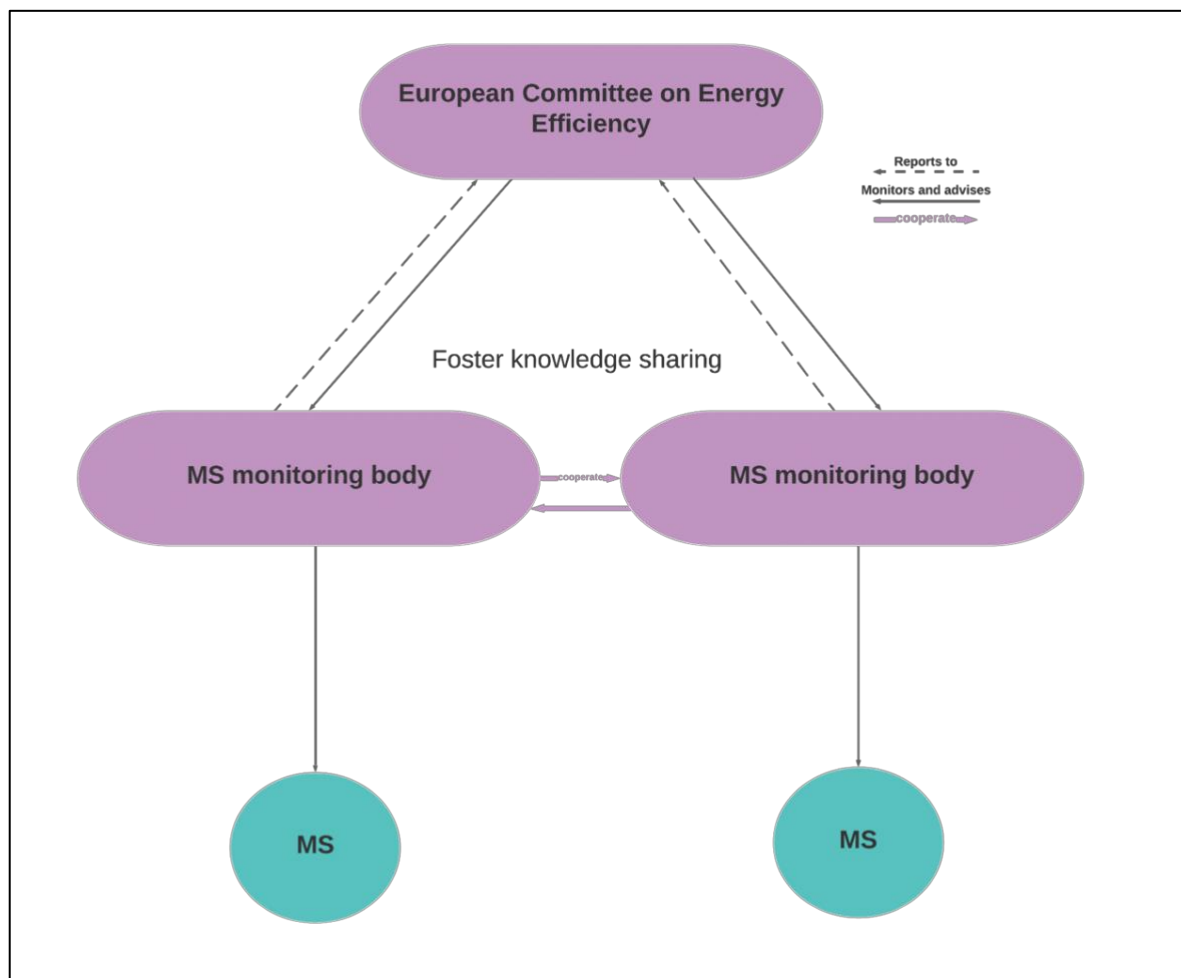 European Committee on Energy
Efficiency
Reports to
Monitors and advises
cooperate
Foster knowledge sharing
MS monitoring body
cooperate
MS monitoring body
MS
MS